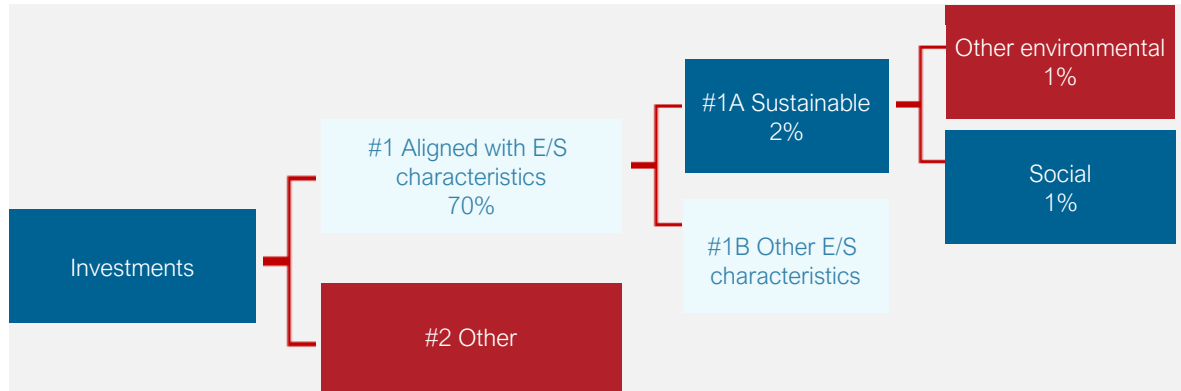 Investments
#1 Aligned with E/S
characteristics
70%
#2 Other
#1A Sustainable
2%
#1B Other E/S
characteristics
Other environmental
1%
Social
1%